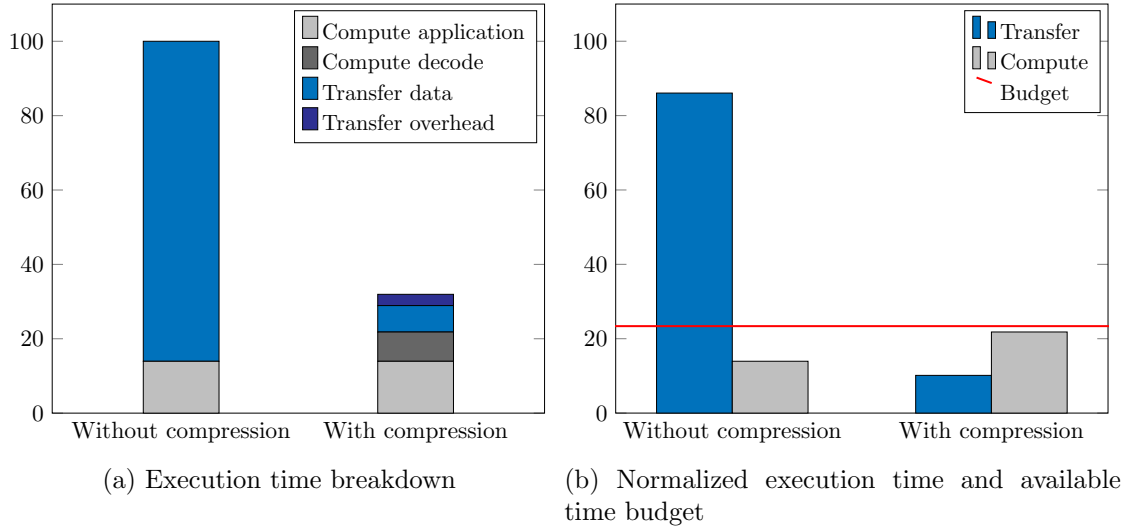 100
80
60
40
20
0
Compute application
Compute decode
Transfer data
Transfer overhead
Without compression
With compression
(a) Execution time breakdown
100
80
60
40
20
0
Transfer
Compute
Budget
Without compression
With compression
(b) Normalized execution time and available
time budget